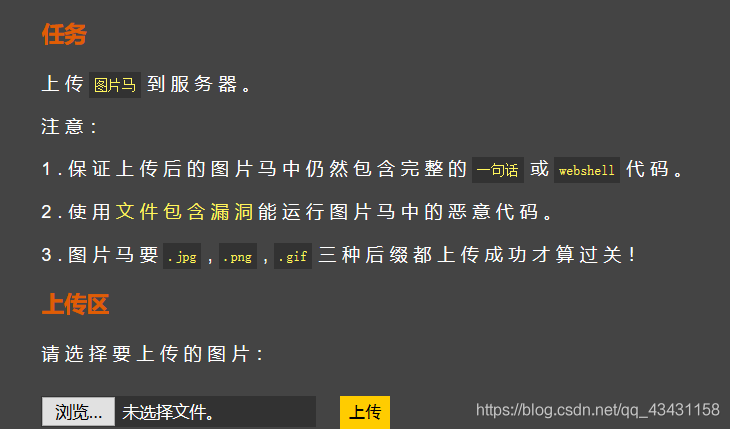 任务
上传 图片马 到服务器。
注意：
1.保证上传后的图片马中仍然包含完整的 一句话 或 webshell 代码。
2.使用文件包含漏洞能运行图片马中的恶意代码。
3.图片马要 .jpg , .png , .gif 三种后缀都上传成功才算过关！
上传区
请选择要上传的图片：
浏览... 未选择文件。 上传
https://blog.csdn.net/qq_43431158